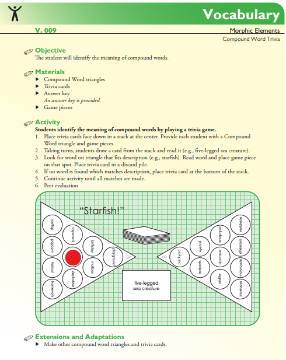 Vocabulary
V. 009
Morphic Elements
Compound Word Trivia
Objective
The student will identify the meaning of compound words.
Materials
Compound Word triangles
Trivia cards
Answer key
An answer key is provided.
Game pieces
Activity
Students identify the meaning of compound words by playing a trivia game.
1. Place trivia cards face down in a stack at the center. Provide each student with a Compound
Word triangle and game pieces.
2. Taking turns, students draw a card from the stack and read it (e.g., five-legged sea creature).
3. Look for word on triangle that fits description (e.g., starfish). Read word and place game piece
on that spot. Place trivia card in a discard pile.
4. If no word is found which matches description, place trivia card at the bottom of the stack.
5. Continue activity until all matches are made.
6. Peer evaluation
"Starfish!"
five-legged
sea creature
Extensions and Adaptations
Make other compound word triangles and trivia cards.